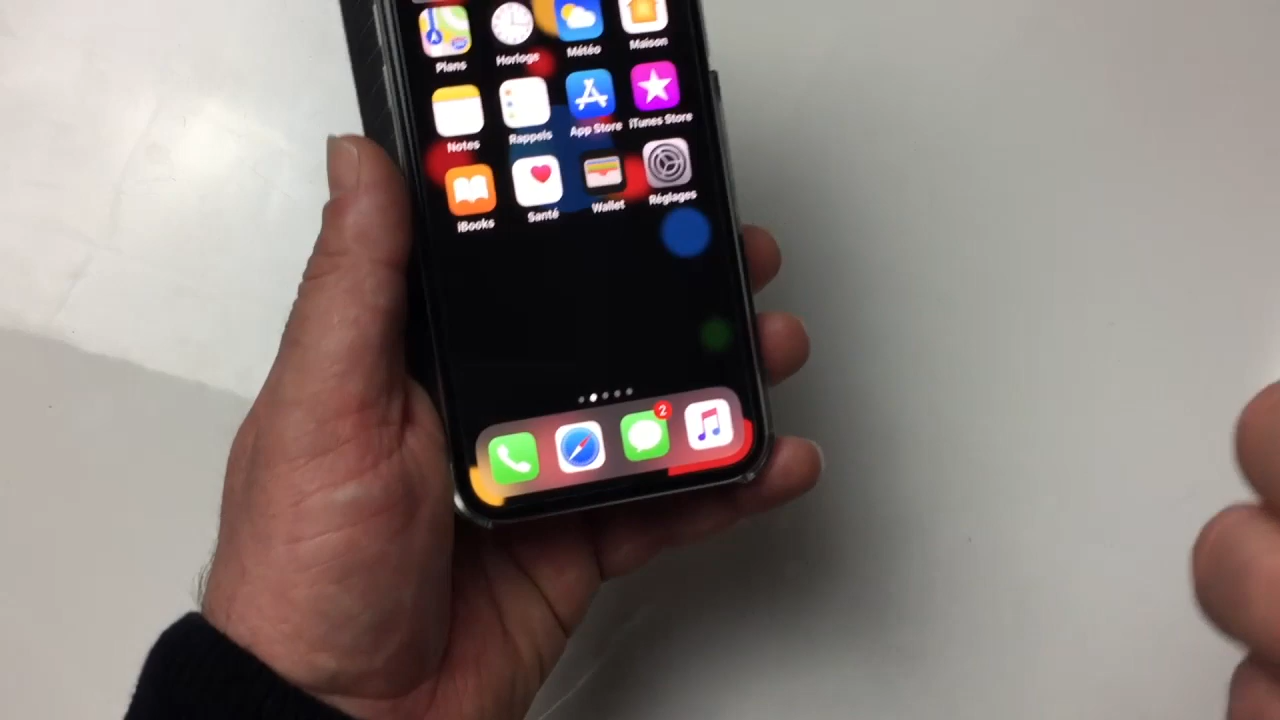 Plans Horloge Météo Maison
Notes Rappels App Store iTunes Store
iBooks Santé Wallet Réglages
2